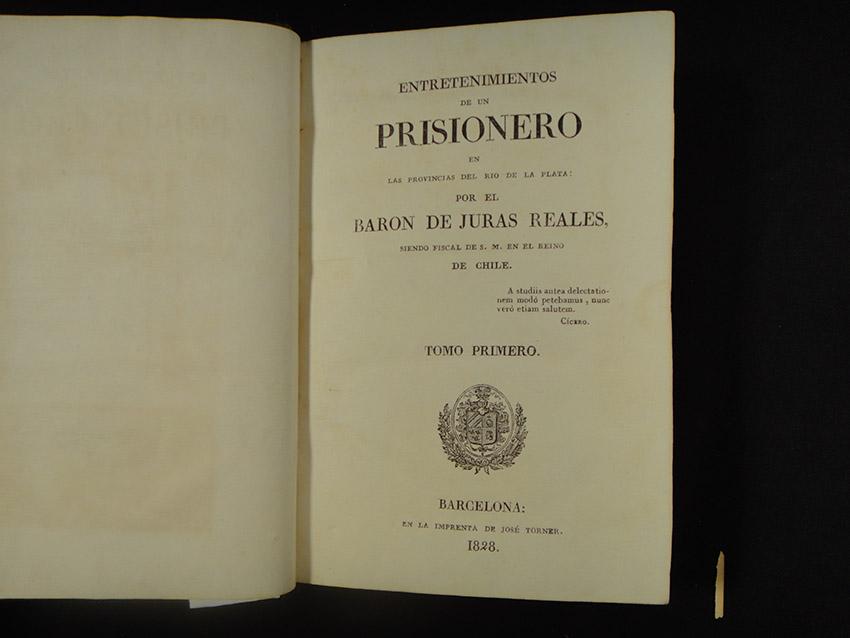 ENTRETENIMIENTOS
DE UN
PRISIONERO
EN
LAS PROVINCIAS DEL RIO DE LA PLATA:
POR EL
BARON DE JURAS REALES,
SIENDO FISCAL DE S. M. EN EL REINO
DE CHILE.
A studiis antea delectatio-
nem modó petebamus, nunc
veró etiam salutem.
CÍCERO.
TOMO PRIMERO.
BARCELONA:
EN LA IMPRENTA DE JOSÉ TORNER.
1828.